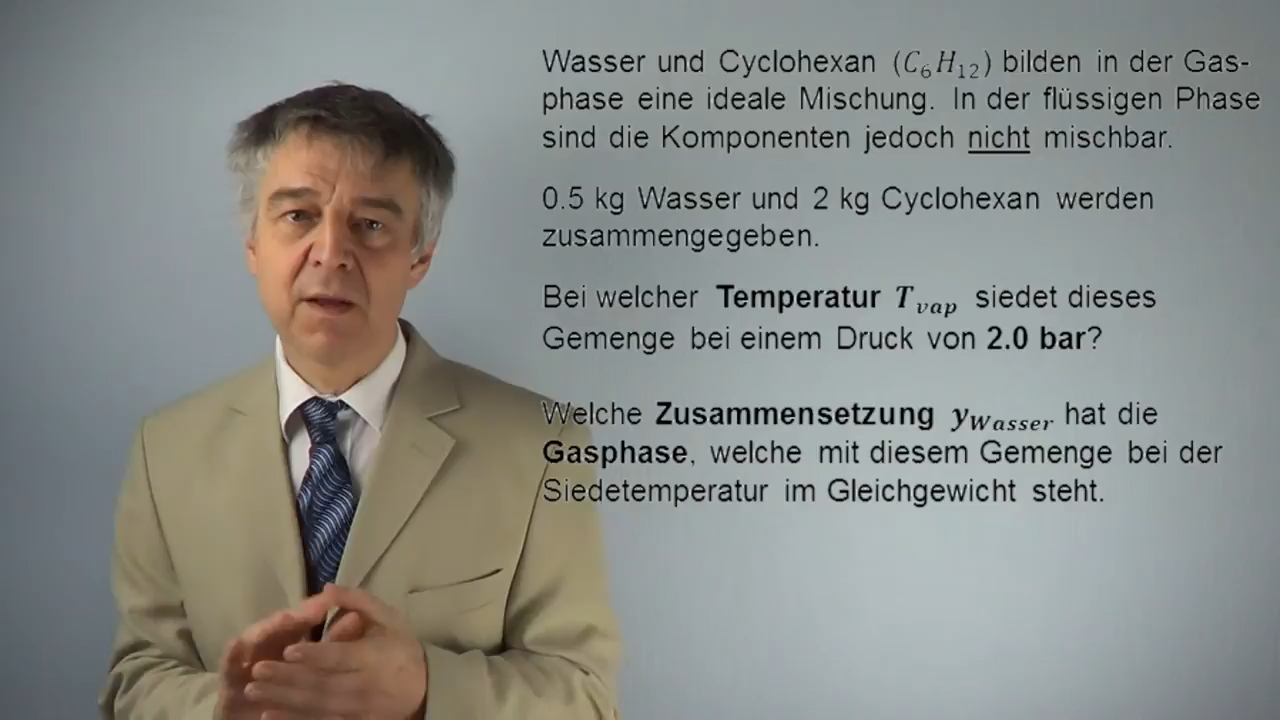 Wasser und Cyclohexan (C₆H₁₂) bilden in der Gas-
phase eine ideale Mischung. In der flüssigen Phase
sind die Komponenten jedoch nicht mischbar.
0.5 kg Wasser und 2 kg Cyclohexan werden
zusammengegeben.
Bei welcher Temperatur T_vap siedet dieses
Gemenge bei einem Druck von 2.0 bar?
Welche Zusammensetzung y_Wasser hat die
Gasphase, welche mit diesem Gemenge bei der
Siedetemperatur im Gleichgewicht steht.